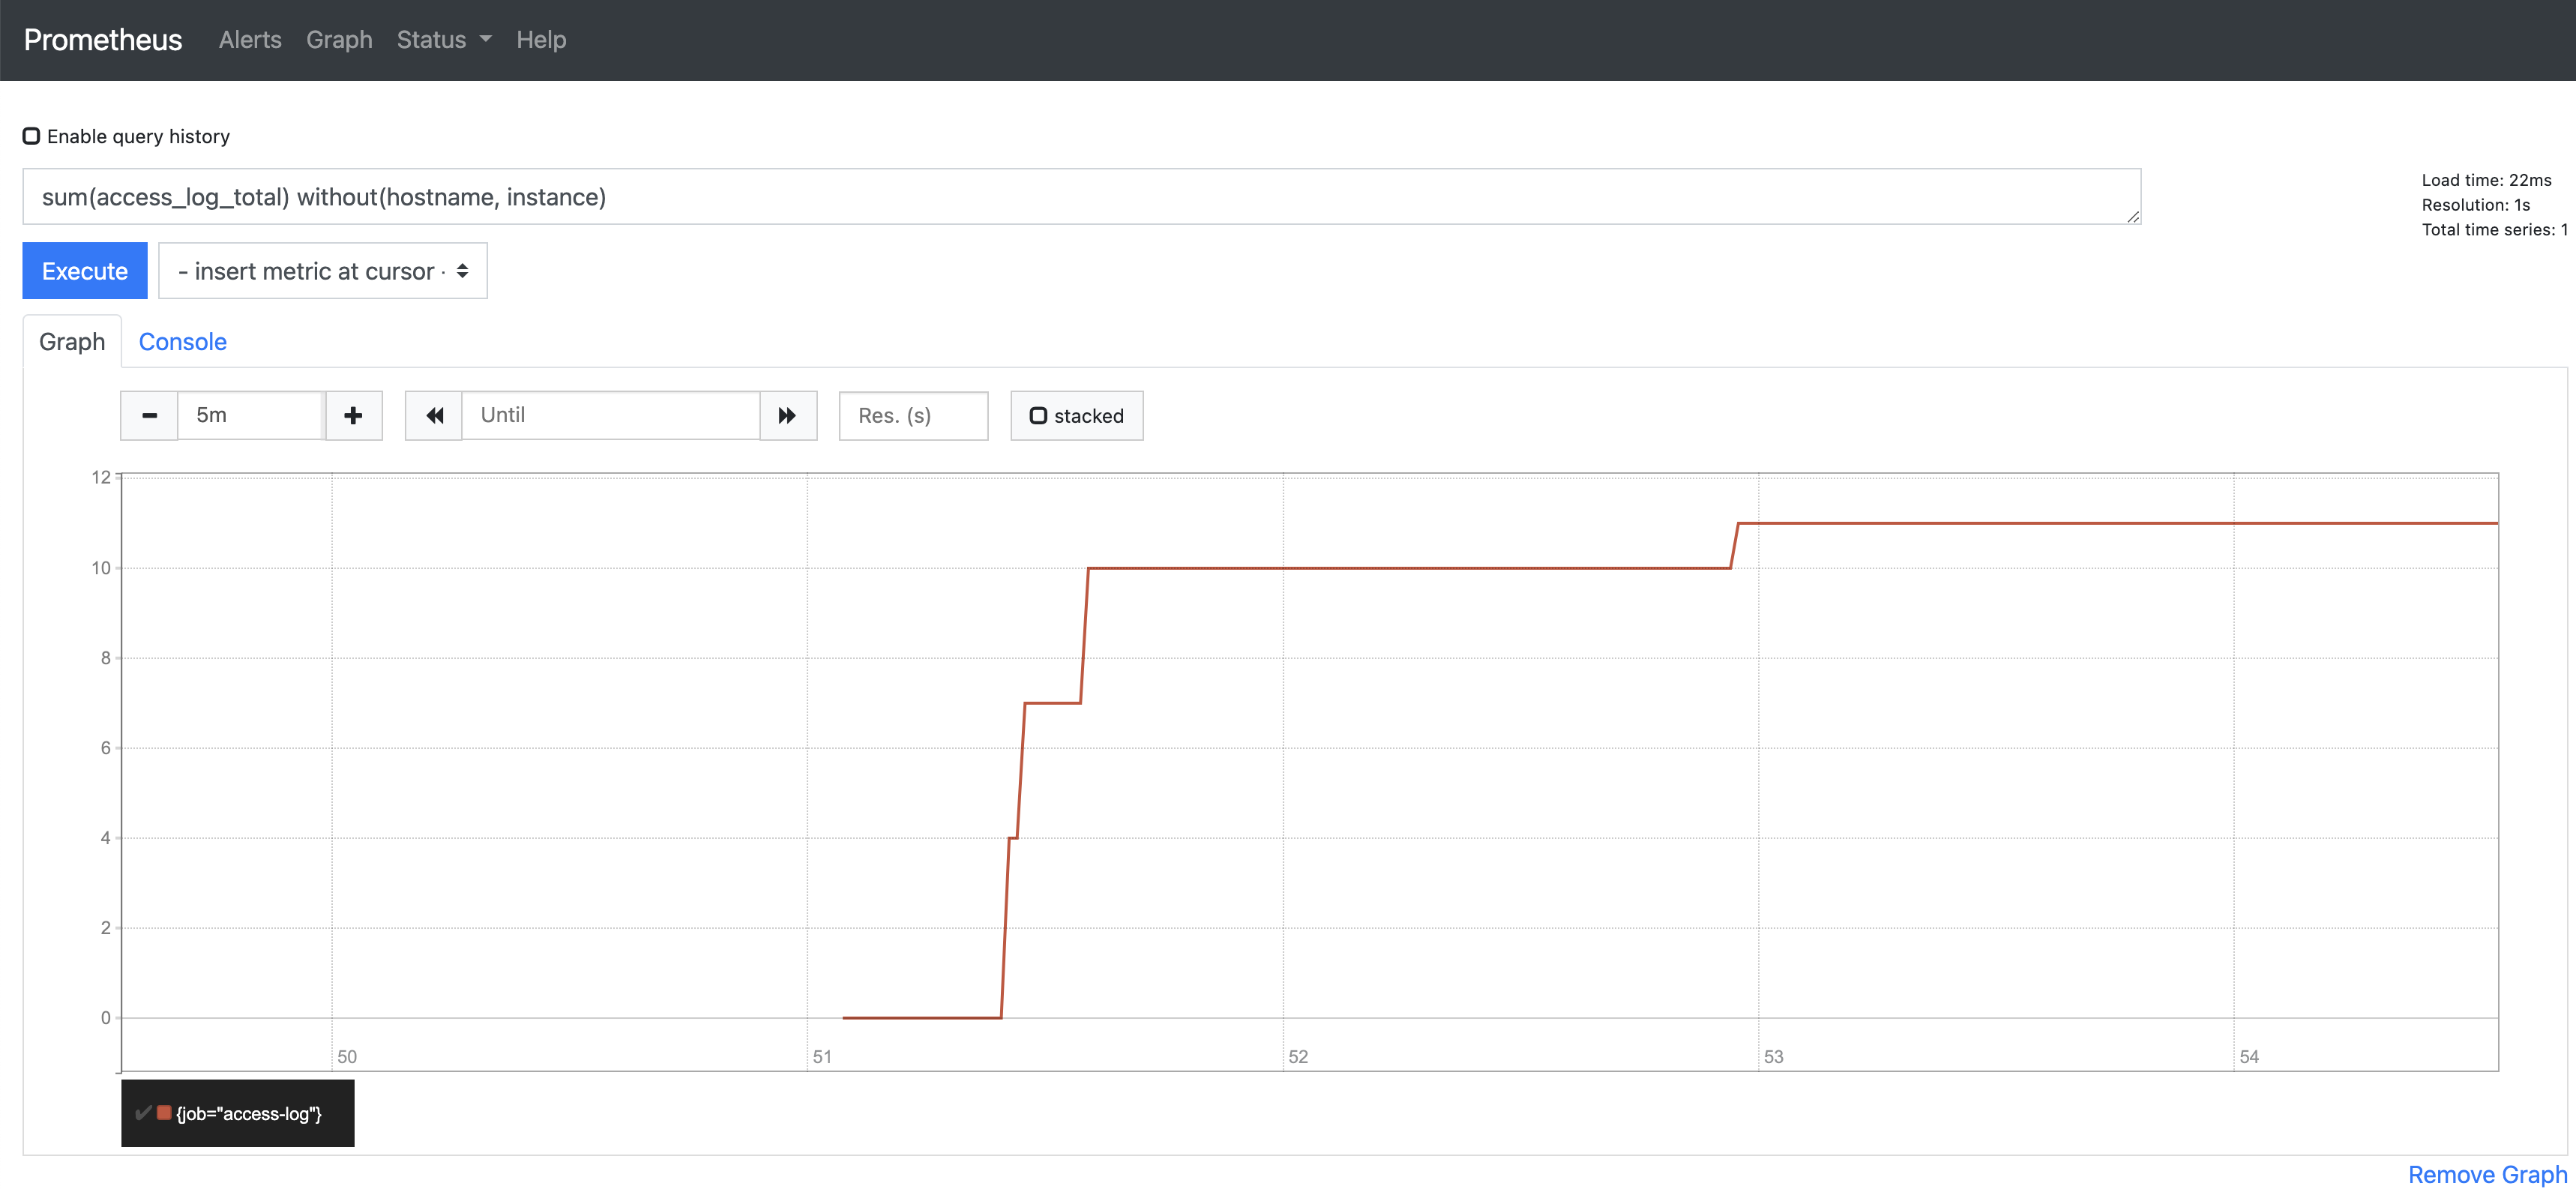 Prometheus Alerts Graph Status Help
Enable query history
sum(access_log_total) without(hostname, instance)
Load time: 22ms
Resolution: 1s
Total time series: 1
Execute
- insert metric at cursor -
Graph Console
5m
Until
Res. (s)
stacked
12
10
8
6
4
2
0
50 51 52 53 54
{job="access-log"}
Remove Graph